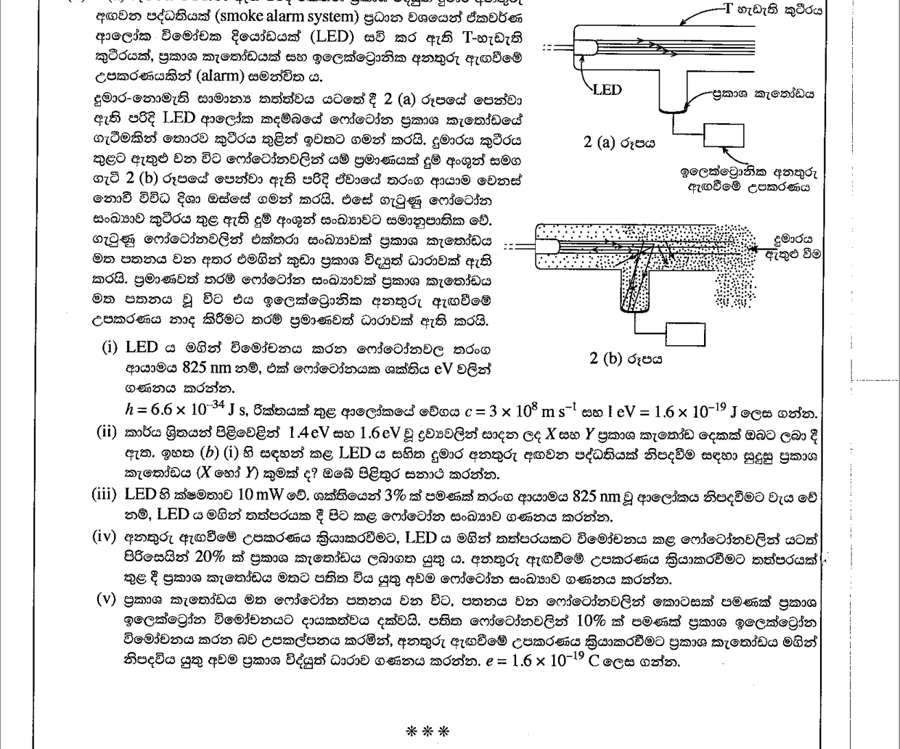 අඟවන පද්ධතියක් (smoke alarm system) ප්‍රධාන වශයෙන් ඒකවර්ණ
ආලෝක විමෝචක දියෝඩයක් (LED) සවි කර ඇති T-හැඩැති
කුටීරයක්, ප්‍රකාශ කැතෝඩයක් සහ ඉලෙක්ට්‍රොනික අනතුරු ඇඟවීමේ
උපකරණයකින් (alarm) සමන්විත ය.
දුමාර-නොමැති සාමාන්‍ය තත්ත්වය යටතේ දී 2 (a) රූපයේ පෙන්වා
ඇති පරිදි LED ආලෝක කදම්බයේ ෆෝටෝන ප්‍රකාශ කැතෝඩයේ
ගැටීමකින් තොරව කුටීරය තුළින් ඉවතට ගමන් කරයි. දුමාරය කුටීරය
තුළට ඇතුළු වන විට ෆෝටෝනවලින් යම් ප්‍රමාණයක් දුම් අංශූන් සමග
ගැටී 2 (b) රූපයේ පෙන්වා ඇති පරිදි ඒවායේ තරංග ආයාම වෙනස්
නොවී විවිධ දිශා ඔස්සේ ගමන් කරයි. එසේ ගැටුණු ෆෝටෝන
සංඛ්‍යාව කුටීරය තුළ ඇති දුම් අංශූන් සංඛ්‍යාවට සමානුපාතික වේ.
ගැටුණු ෆෝටෝනවලින් එක්තරා සංඛ්‍යාවක් ප්‍රකාශ කැතෝඩය
මත පතනය වන අතර එමගින් කුඩා ප්‍රකාශ විද්‍යුත් ධාරාවක් ඇති
කරයි. ප්‍රමාණවත් තරම් ෆෝටෝන සංඛ්‍යාවක් ප්‍රකාශ කැතෝඩය
මත පතනය වූ විට එය ඉලෙක්ට්‍රොනික අනතුරු ඇඟවීමේ
උපකරණය නාද කිරීමට තරම් ප්‍රමාණවත් ධාරාවක් ඇති කරයි.
T හැඩැති කුටීරය
LED
ප්‍රකාශ කැතෝඩය
2 (a) රූපය
ඉලෙක්ට්‍රොනික අනතුරු
ඇඟවීමේ උපකරණය
දුමාරය
ඇතුළු වීම
2 (b) රූපය
(i) LED ය මගින් විමෝචනය කරන ෆෝටෝනවල තරංග
ආයාමය 825 nm නම්, එක් ෆෝටෝනයක ශක්තිය eV වලින්
ගණනය කරන්න.
h = 6.6 × 10⁻³⁴ J s, රික්තයක් තුළ ආලෝකයේ වේගය c = 3 × 10⁸ m s⁻¹ සහ 1 eV = 1.6 × 10⁻¹⁹ J ලෙස ගන්න.
(ii) කාර්ය ශ්‍රිතයන් පිළිවෙළින් 1.4 eV සහ 1.6 eV වූ ද්‍රව්‍යවලින් සාදන ලද X සහ Y ප්‍රකාශ කැතෝඩ දෙකක් ඔබට ලබා දී
ඇත. ඉහත (b) (i) හි සඳහන් කළ LED ය සහිත දුමාර අනතුරු අඟවන පද්ධතියක් නිපදවීම සඳහා සුදුසු ප්‍රකාශ
කැතෝඩය (X හෝ Y) කුමක් ද? ඔබේ පිළිතුර සනාථ කරන්න.
(iii) LED හි ක්ෂමතාව 10 mW වේ. ශක්තියෙන් 3% ක් පමණක් තරංග ආයාමය 825 nm වූ ආලෝකය නිපදවීමට වැය වේ
නම්, LED ය මගින් තත්පරයක දී පිට කළ ෆෝටෝන සංඛ්‍යාව ගණනය කරන්න.
(iv) අනතුරු ඇඟවීමේ උපකරණය ක්‍රියාකරවීමට, LED ය මගින් තත්පරයකට විමෝචනය කළ ෆෝටෝනවලින් යටත්
පිරිසෙයින් 20% ක් ප්‍රකාශ කැතෝඩය ලබාගත යුතු ය. අනතුරු ඇඟවීමේ උපකරණය ක්‍රියාකරවීමට තත්පරයක්
තුළ දී ප්‍රකාශ කැතෝඩය මතට පතිත විය යුතු අවම ෆෝටෝන සංඛ්‍යාව ගණනය කරන්න.
(v) ප්‍රකාශ කැතෝඩය මත ෆෝටෝන පතනය වන විට, පතනය වන ෆෝටෝනවලින් කොටසක් පමණක් ප්‍රකාශ
ඉලෙක්ට්‍රෝන විමෝචනයට දායකත්වය දක්වයි. පතිත ෆෝටෝනවලින් 10% ක් පමණක් ප්‍රකාශ ඉලෙක්ට්‍රෝන
විමෝචනය කරන බව උපකල්පනය කරමින්, අනතුරු ඇඟවීමේ උපකරණය ක්‍රියාකරවීමට ප්‍රකාශ කැතෝඩය මගින්
නිපදවිය යුතු අවම ප්‍රකාශ විද්‍යුත් ධාරාව ගණනය කරන්න. e = 1.6 × 10⁻¹⁹ C ලෙස ගන්න.
***